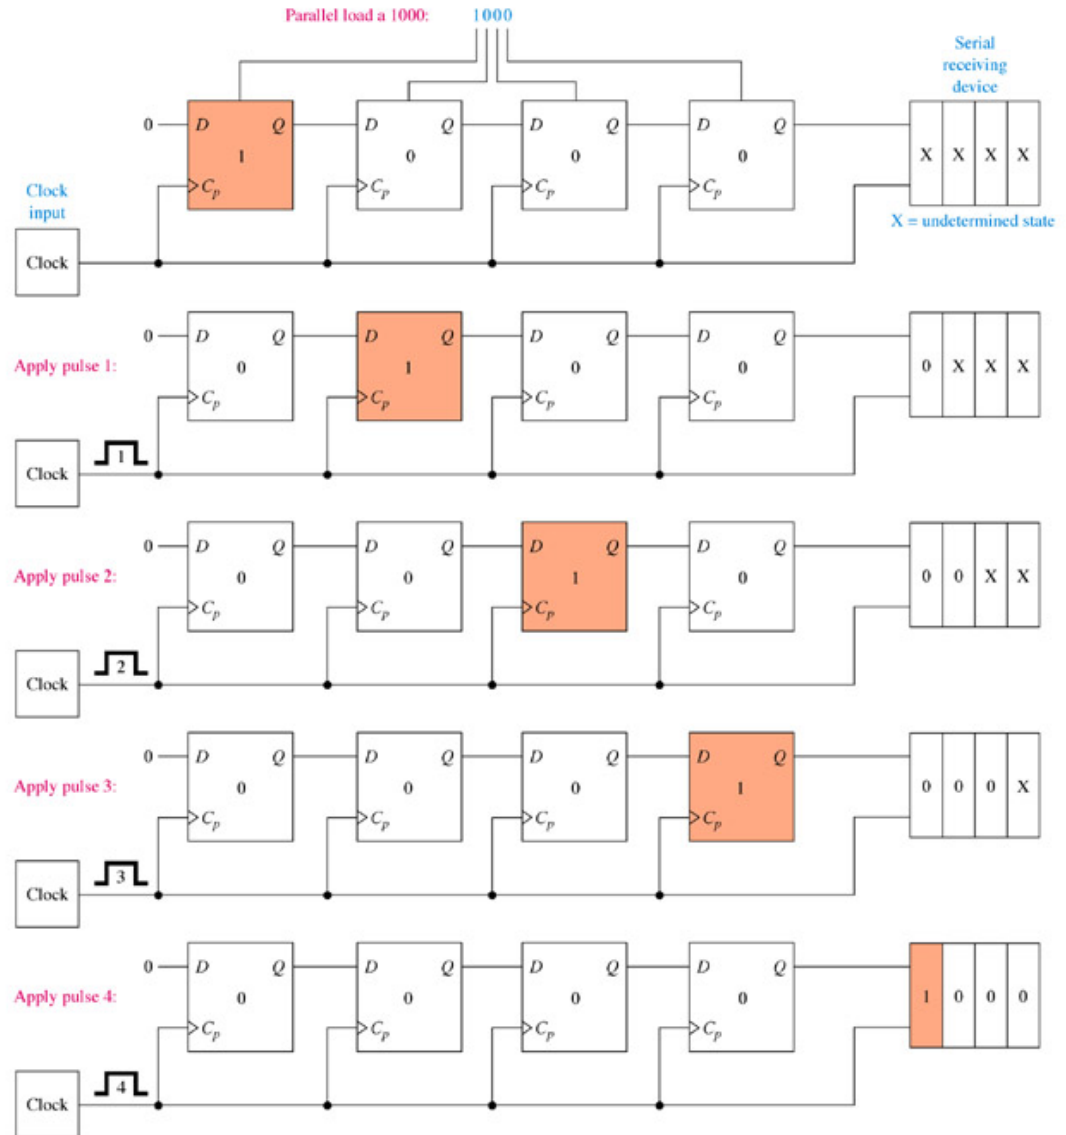 Parallel load a 1000: 1000
Serial
receiving
device
0 D Q D Q D Q D Q
1 0 0 0 X X X X
Cp Cp Cp Cp
Clock
input
X = undetermined state
Clock
0 D Q D Q D Q D Q
Apply pulse 1: 0 1 0 0 0 X X X
Cp Cp Cp Cp
Clock 1
0 D Q D Q D Q D Q
Apply pulse 2: 0 0 1 0 0 0 X X
Cp Cp Cp Cp
Clock 2
0 D Q D Q D Q D Q
Apply pulse 3: 0 0 0 1 0 0 0 X
Cp Cp Cp Cp
Clock 3
0 D Q D Q D Q D Q
Apply pulse 4: 0 0 0 0 1 0 0 0
Cp Cp Cp Cp
Clock 4